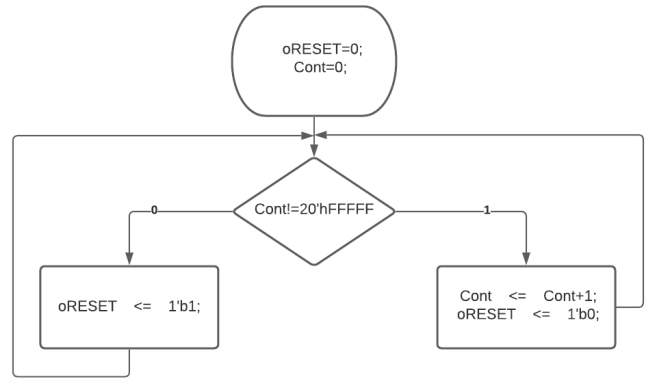 oRESET=0;
Cont=0;
Cont!=20'hFFFFF
0
1
oRESET <= 1'b1;
Cont <= Cont+1;
oRESET <= 1'b0;